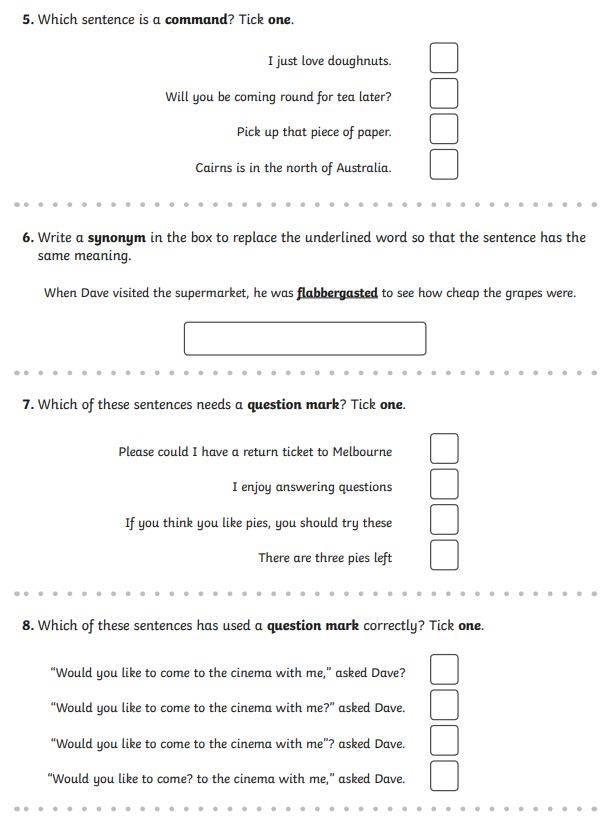 5. Which sentence is a command? Tick one.
I just love doughnuts.
Will you be coming round for tea later?
Pick up that piece of paper.
Cairns is in the north of Australia.
6. Write a synonym in the box to replace the underlined word so that the sentence has the
same meaning.
When Dave visited the supermarket, he was flabbergasted to see how cheap the grapes were.
7. Which of these sentences needs a question mark? Tick one.
Please could I have a return ticket to Melbourne
I enjoy answering questions
If you think you like pies, you should try these
There are three pies left
8. Which of these sentences has used a question mark correctly? Tick one.
“Would you like to come to the cinema with me,” asked Dave?
“Would you like to come to the cinema with me?” asked Dave.
“Would you like to come to the cinema with me”? asked Dave.
“Would you like to come? to the cinema with me,” asked Dave.